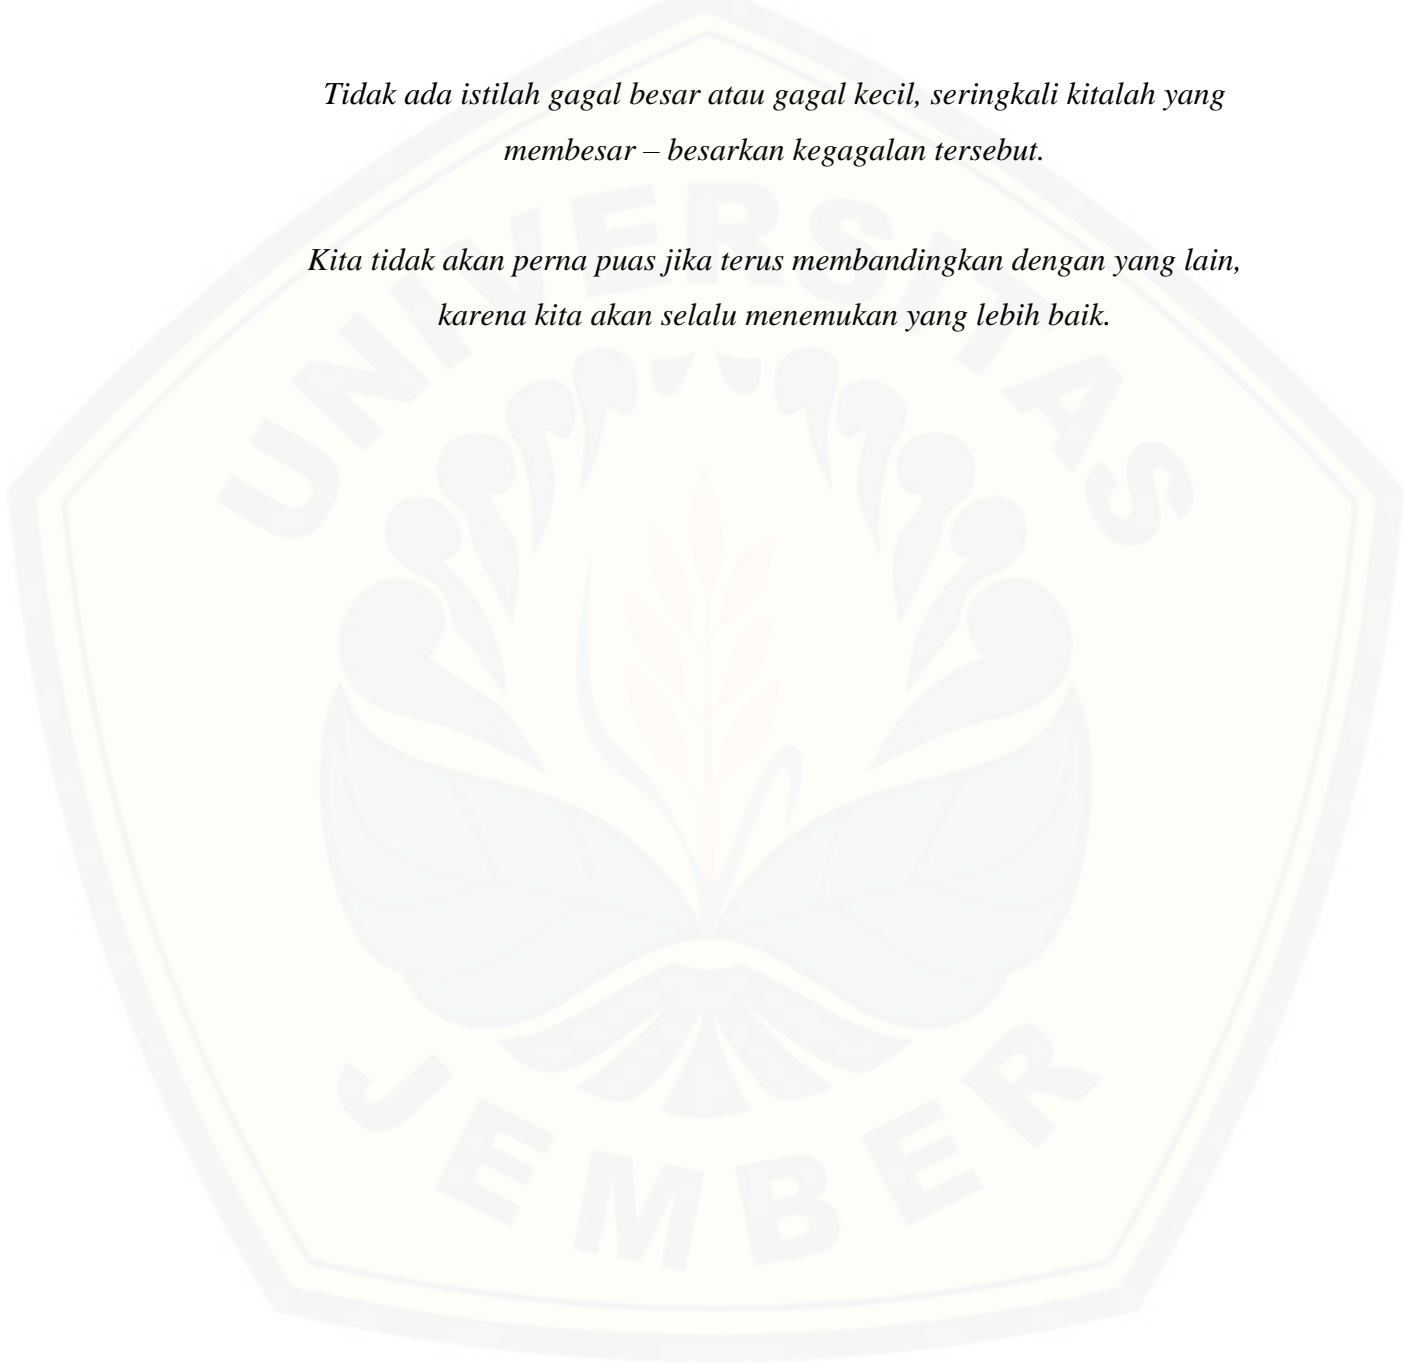 Tidak ada istilah gagal besar atau gagal kecil, seringkali kitalah yang
membesar – besarkan kegagalan tersebut.
Kita tidak akan perna puas jika terus membandingkan dengan yang lain,
karena kita akan selalu menemukan yang lebih baik.
UNIVERSITAS
JEMBER